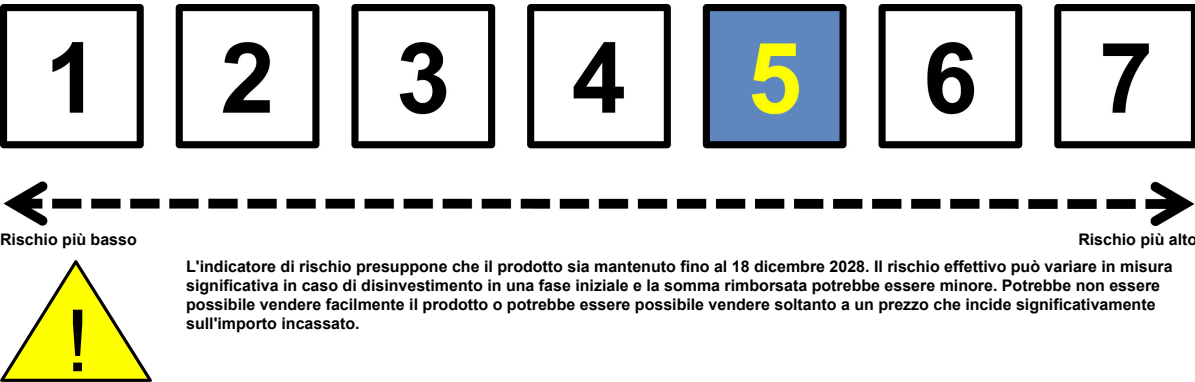 1 2 3 4 5 6 7
Rischio più basso Rischio più alto
L'indicatore di rischio presuppone che il prodotto sia mantenuto fino al 18 dicembre 2028. Il rischio effettivo può variare in misura
significativa in caso di disinvestimento in una fase iniziale e la somma rimborsata potrebbe essere minore. Potrebbe non essere
possibile vendere facilmente il prodotto o potrebbe essere possibile vendere soltanto a un prezzo che incide significativamente
sull'importo incassato.
!